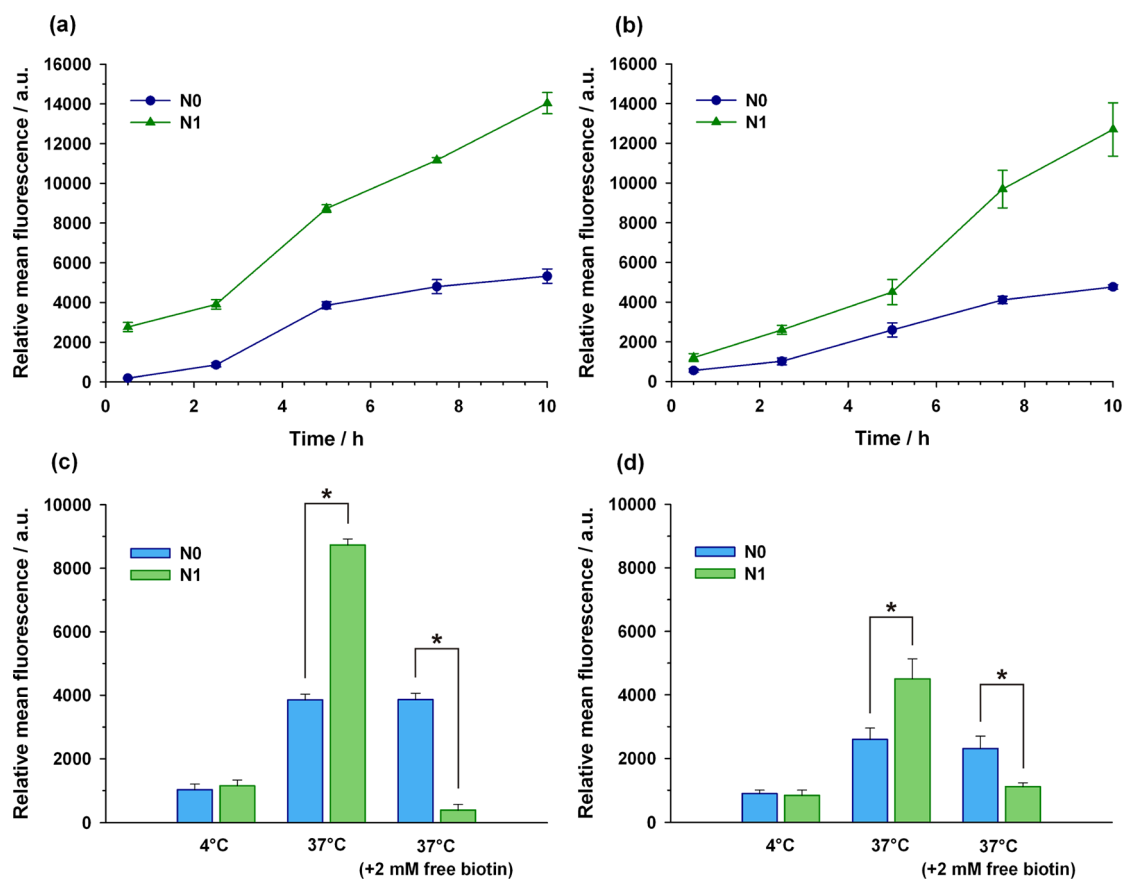 (a)
Relative mean fluorescence / a.u.
16000
14000
12000
10000
8000
6000
4000
2000
0
N0
N1
0 2 4 6 8 10
Time / h
(b)
Relative mean fluorescence / a.u.
16000
14000
12000
10000
8000
6000
4000
2000
0
N0
N1
0 2 4 6 8 10
Time / h
(c)
Relative mean fluorescence / a.u.
10000
8000
6000
4000
2000
0
N0
N1
*
*
4°C 37°C 37°C
(+2 mM free biotin)
(d)
Relative mean fluorescence / a.u.
10000
8000
6000
4000
2000
0
N0
N1
*
*
4°C 37°C 37°C
(+2 mM free biotin)